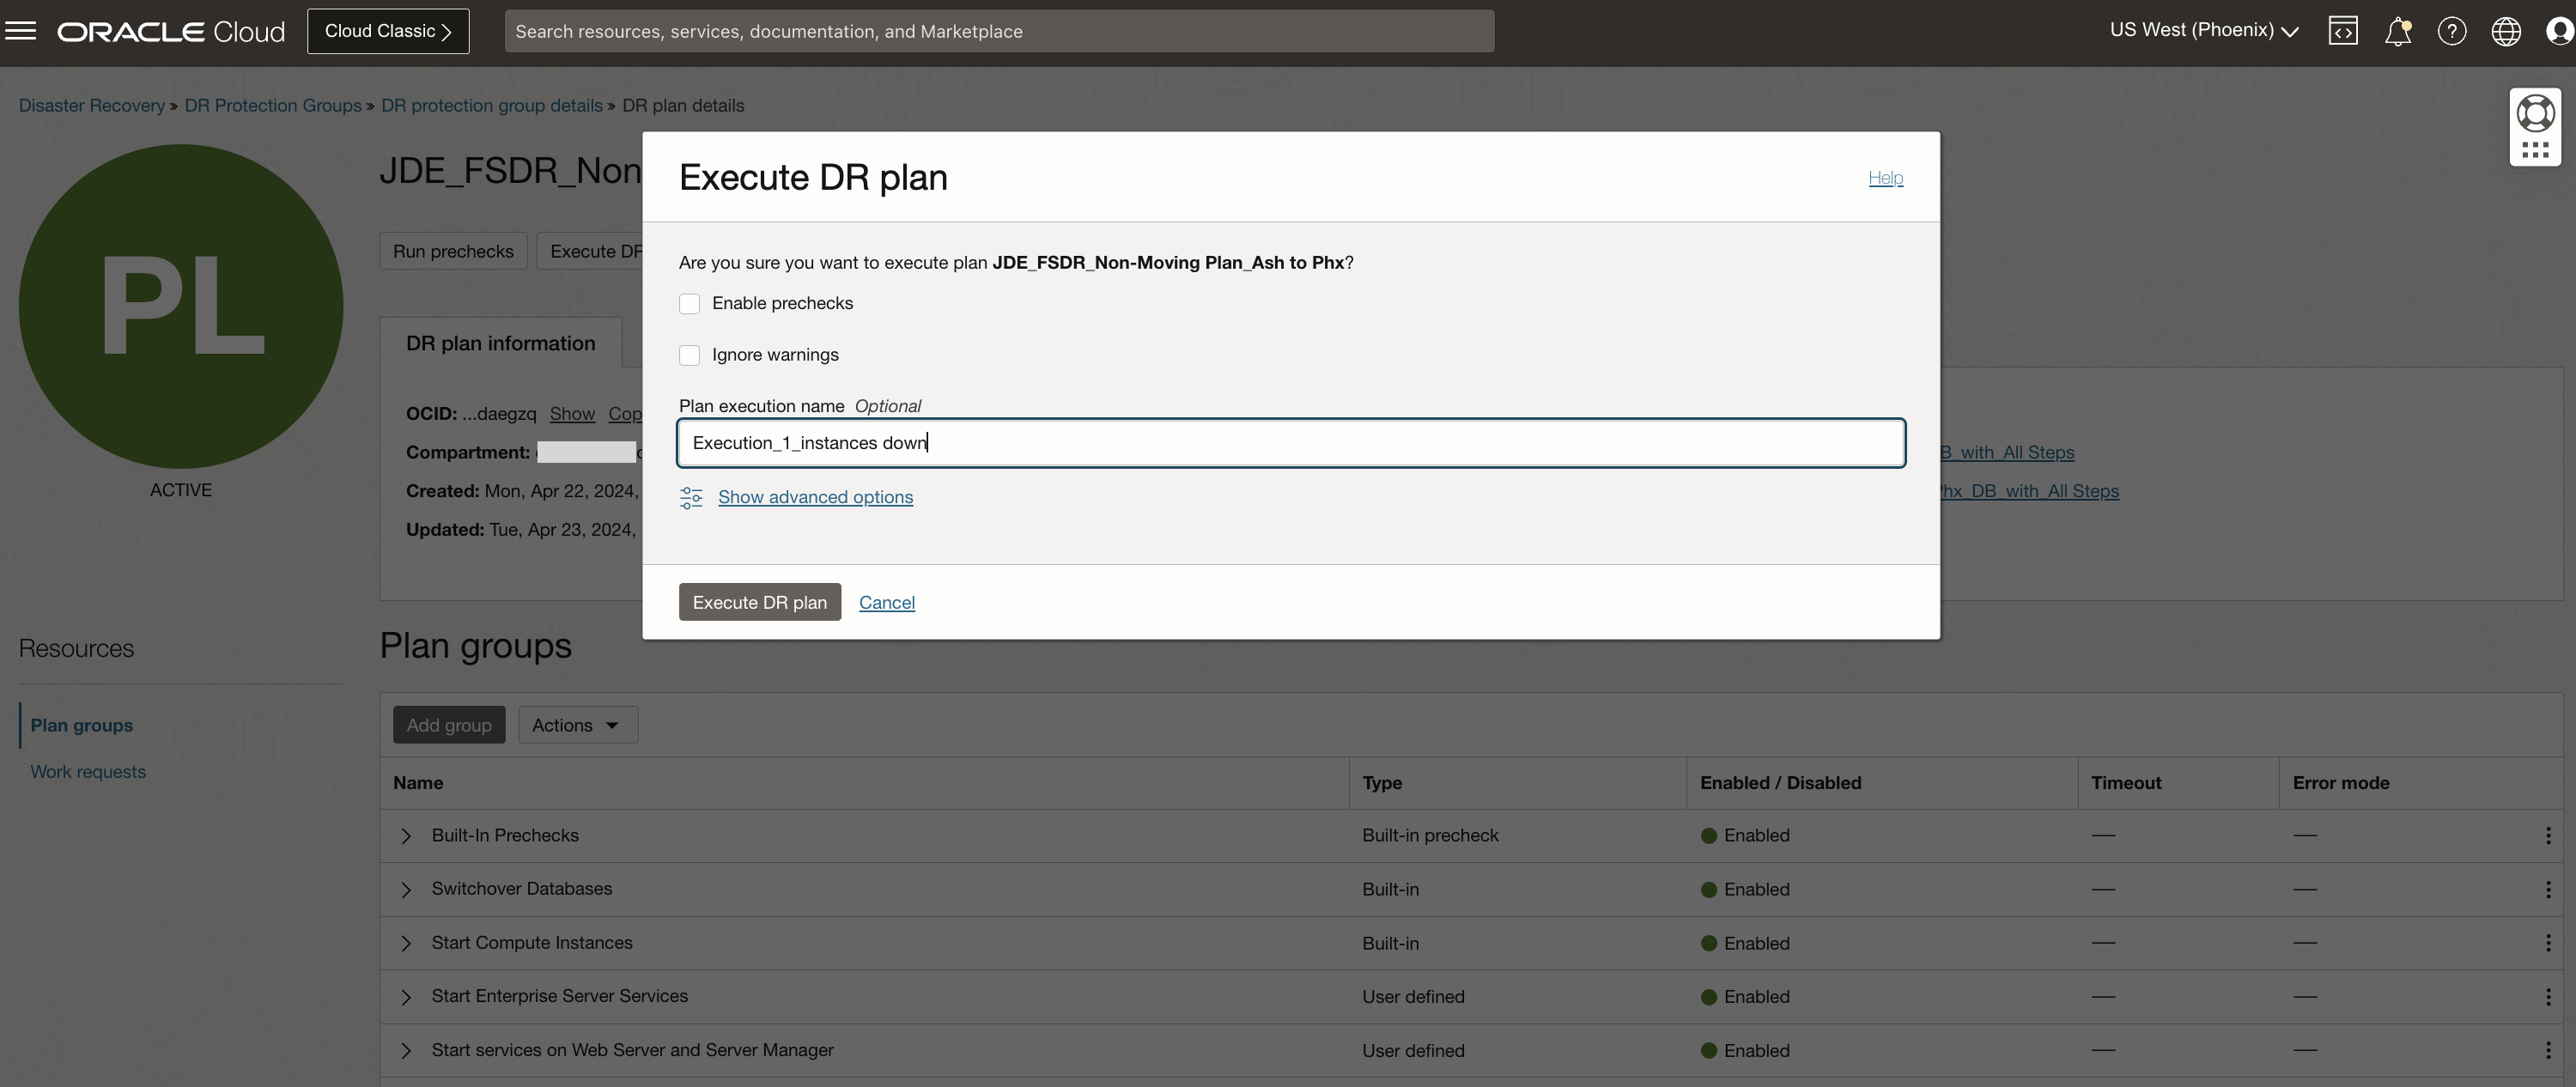 ORACLE Cloud
Cloud Classic
Search resources, services, documentation, and Marketplace
US West (Phoenix)
Disaster Recovery » DR Protection Groups » DR protection group details » DR plan details
PL
ACTIVE
JDE_FSDR_Non
Run prechecks
Execute DR
DR plan information
OCID: ...daegzq Show Cop
Compartment:
Created: Mon, Apr 22, 2024,
Updated: Tue, Apr 23, 2024,
B_with_All Steps
Phx_DB_with_All Steps
Execute DR plan
Help
Are you sure you want to execute plan JDE_FSDR_Non-Moving Plan_Ash to Phx?
Enable prechecks
Ignore warnings
Plan execution name Optional
Execution_1_instances down
Show advanced options
Execute DR plan
Cancel
Resources
Plan groups
Work requests
Plan groups
Add group
Actions
Name Type Enabled / Disabled Timeout Error mode
Built-In Prechecks Built-in precheck Enabled — —
Switchover Databases Built-in Enabled — —
Start Compute Instances Built-in Enabled — —
Start Enterprise Server Services User defined Enabled — —
Start services on Web Server and Server Manager User defined Enabled — —